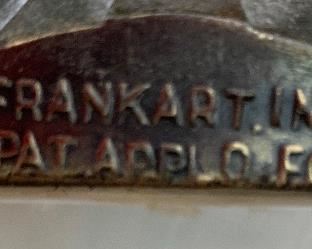 FRANKART. IN
PAT. APPLD. FO